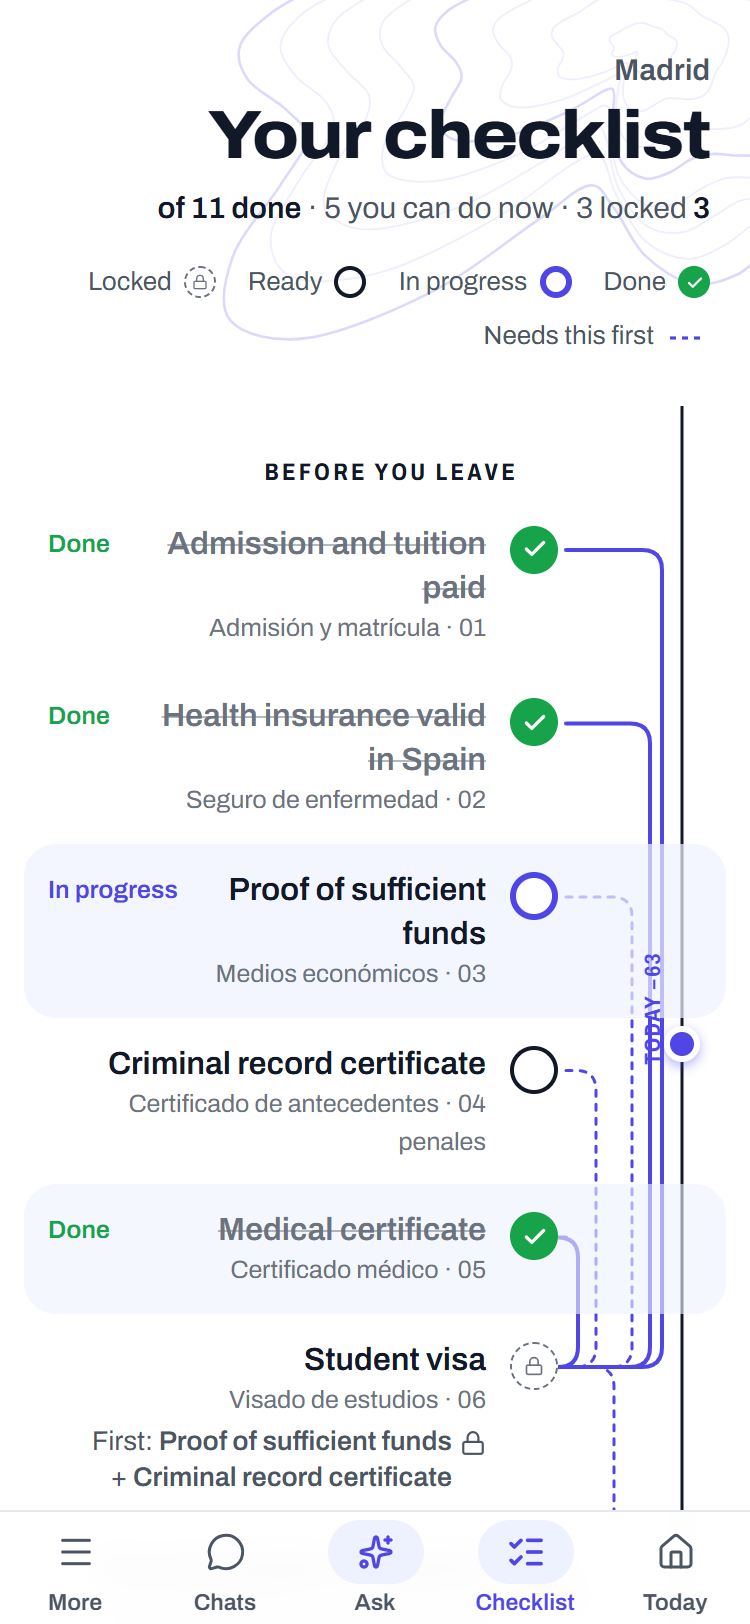 Madrid
Your checklist
of 11 done · 5 you can do now · 3 locked 3
Locked Ready In progress Done
Needs this first
BEFORE YOU LEAVE
Done Admission and tuition
paid
Admisión y matrícula · 01
Done Health insurance valid
in Spain
Seguro de enfermedad · 02
In progress Proof of sufficient
funds
Medios económicos · 03
TODAY −63
Criminal record certificate
Certificado de antecedentes · 04
penales
Done Medical certificate
Certificado médico · 05
Student visa
Visado de estudios · 06
First: Proof of sufficient funds
+ Criminal record certificate
More Chats Ask Checklist Today